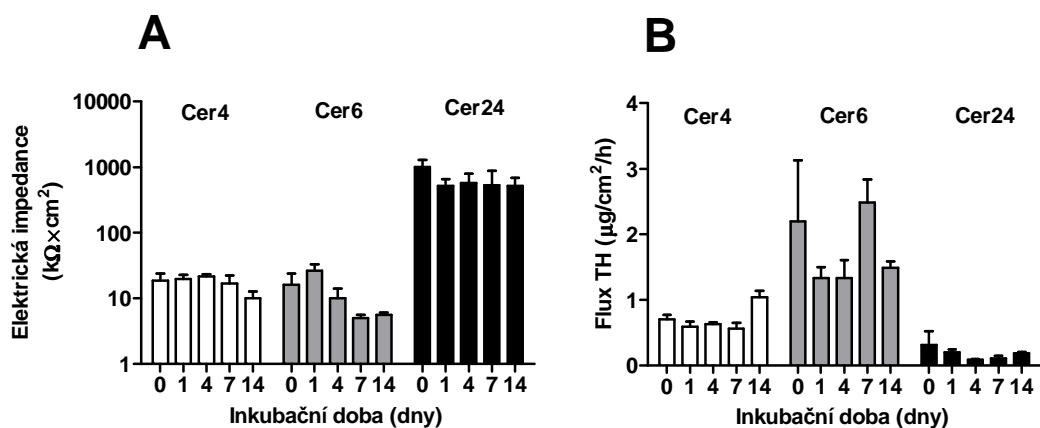 A
Elektrická impedance
(kΩ×cm²)
10000
1000
100
10
1
Cer4
Cer6
Cer24
0 1 4 7 14 0 1 4 7 14 0 1 4 7 14
Inkubační doba (dny)
B
Flux TH (µg/cm²/h)
4
3
2
1
0
Cer4
Cer6
Cer24
0 1 4 7 14 0 1 4 7 14 0 1 4 7 14
Inkubační doba (dny)